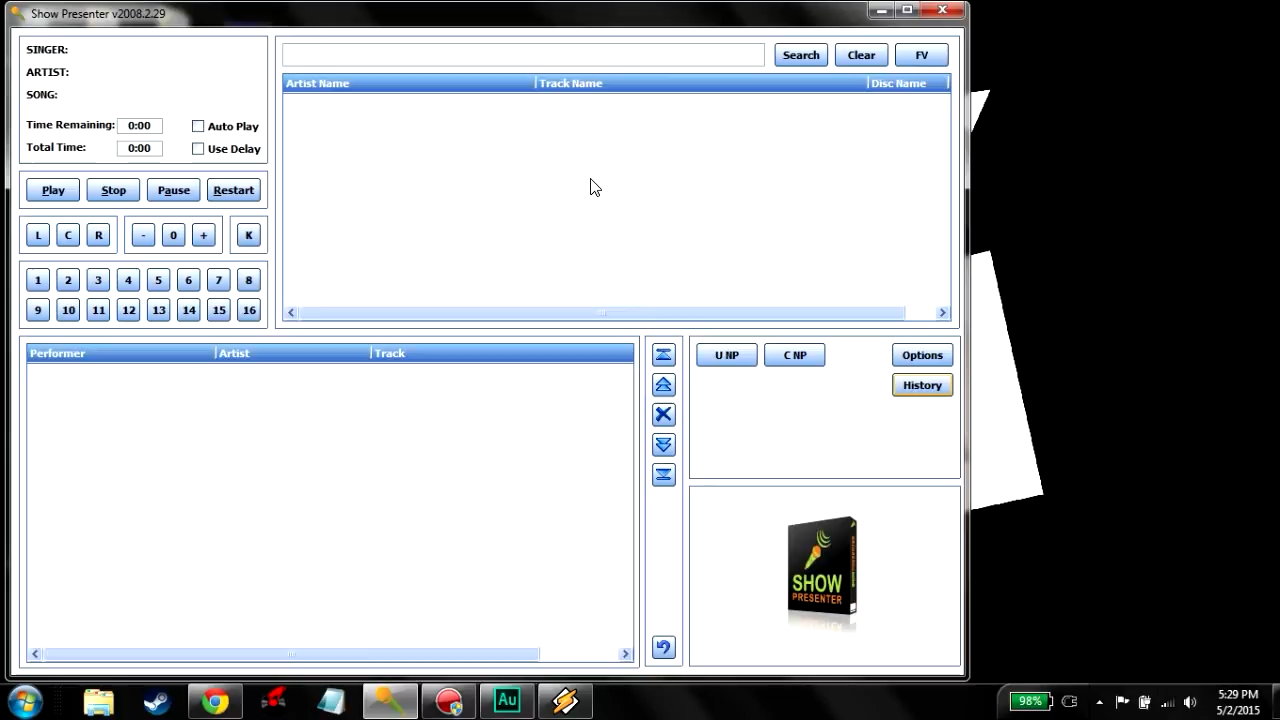 Show Presenter v2008.2.29
SINGER:
ARTIST:
SONG:
Time Remaining: 0:00
Auto Play
Total Time: 0:00
Use Delay
Search Clear FV
Artist Name Track Name Disc Name
Play Stop Pause Restart
L C R - 0 + K
1 2 3 4 5 6 7 8
9 10 11 12 13 14 15 16
Performer Artist Track
U NP C NP Options
History
SHOW
PRESENTER
Au
98%
5:29 PM
5/2/2015